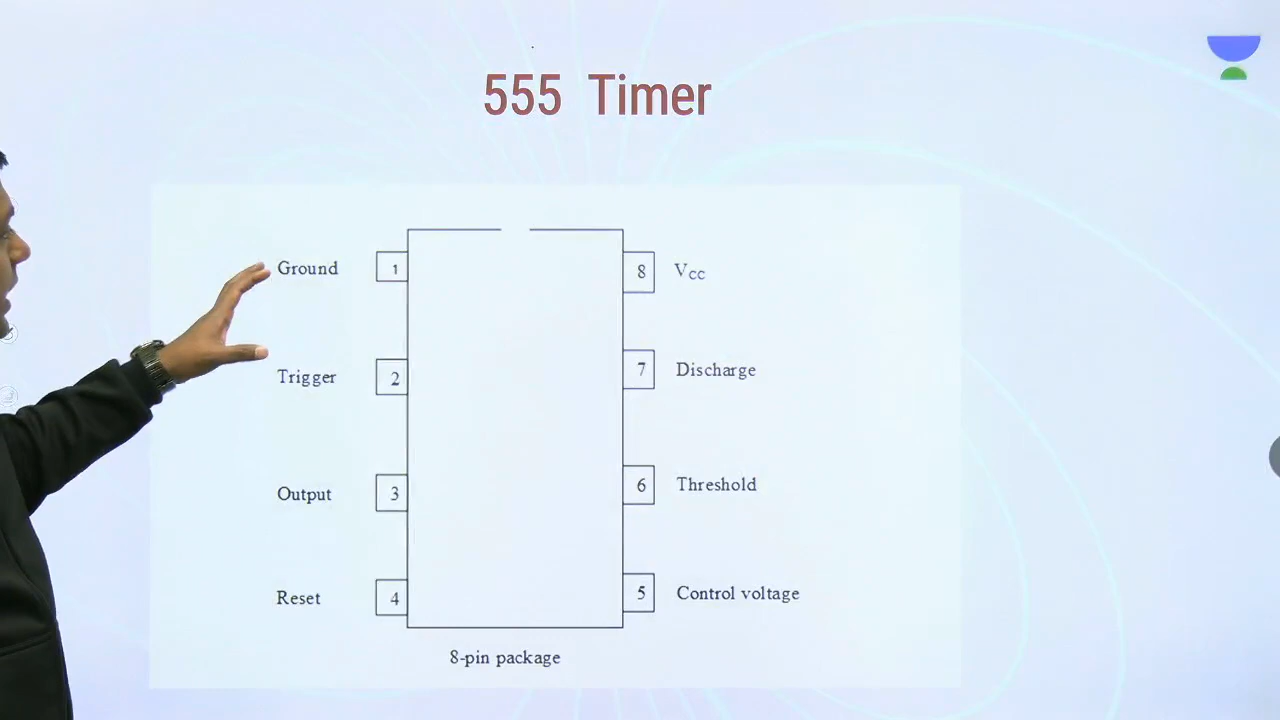 555 Timer
Ground 1 8 VCC
Trigger 2 7 Discharge
Output 3 6 Threshold
Reset 4 5 Control voltage
8-pin package